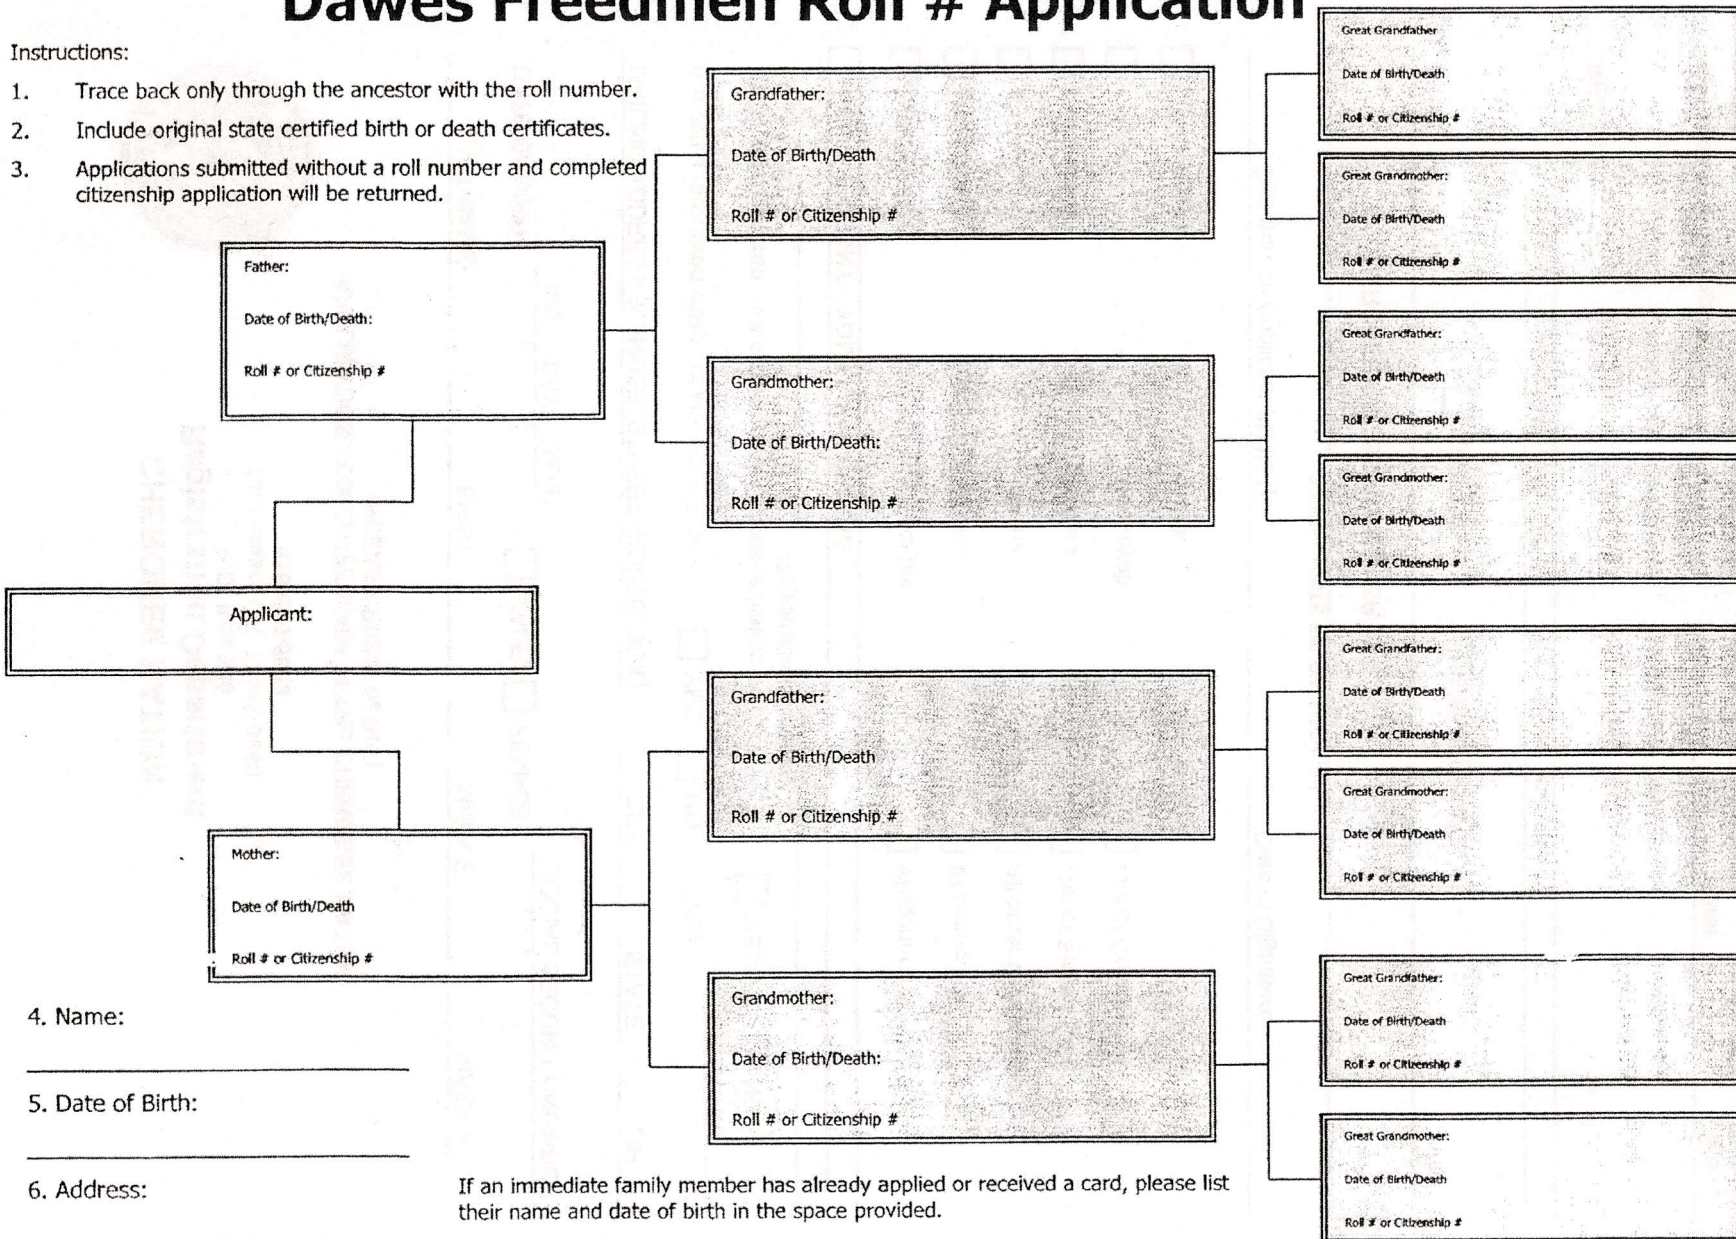 Dawes Freedmen Roll # Application
Instructions:
1. Trace back only through the ancestor with the roll number.
2. Include original state certified birth or death certificates.
3. Applications submitted without a roll number and completed
citizenship application will be returned.
Father:
Date of Birth/Death:
Roll # or Citizenship #
Applicant:
Mother:
Date of Birth/Death
Roll # or Citizenship #
Grandfather:
Date of Birth/Death
Roll # or Citizenship #
Grandmother:
Date of Birth/Death:
Roll # or Citizenship #
Grandfather:
Date of Birth/Death
Roll # or Citizenship #
Grandmother:
Date of Birth/Death:
Roll # or Citizenship #
Great Grandfather
Date of Birth/Death
Roll # or Citizenship #
Great Grandmother:
Date of Birth/Death
Roll # or Citizenship #
Great Grandfather:
Date of Birth/Death
Roll # or Citizenship #
Great Grandmother:
Date of Birth/Death
Roll # or Citizenship #
Great Grandfather:
Date of Birth/Death
Roll # or Citizenship #
Great Grandmother:
Date of Birth/Death
Roll # or Citizenship #
Great Grandfather:
Date of Birth/Death
Roll # or Citizenship #
Great Grandmother:
Date of Birth/Death
Roll # or Citizenship #
4. Name:
5. Date of Birth:
6. Address:
If an immediate family member has already applied or received a card, please list
their name and date of birth in the space provided.